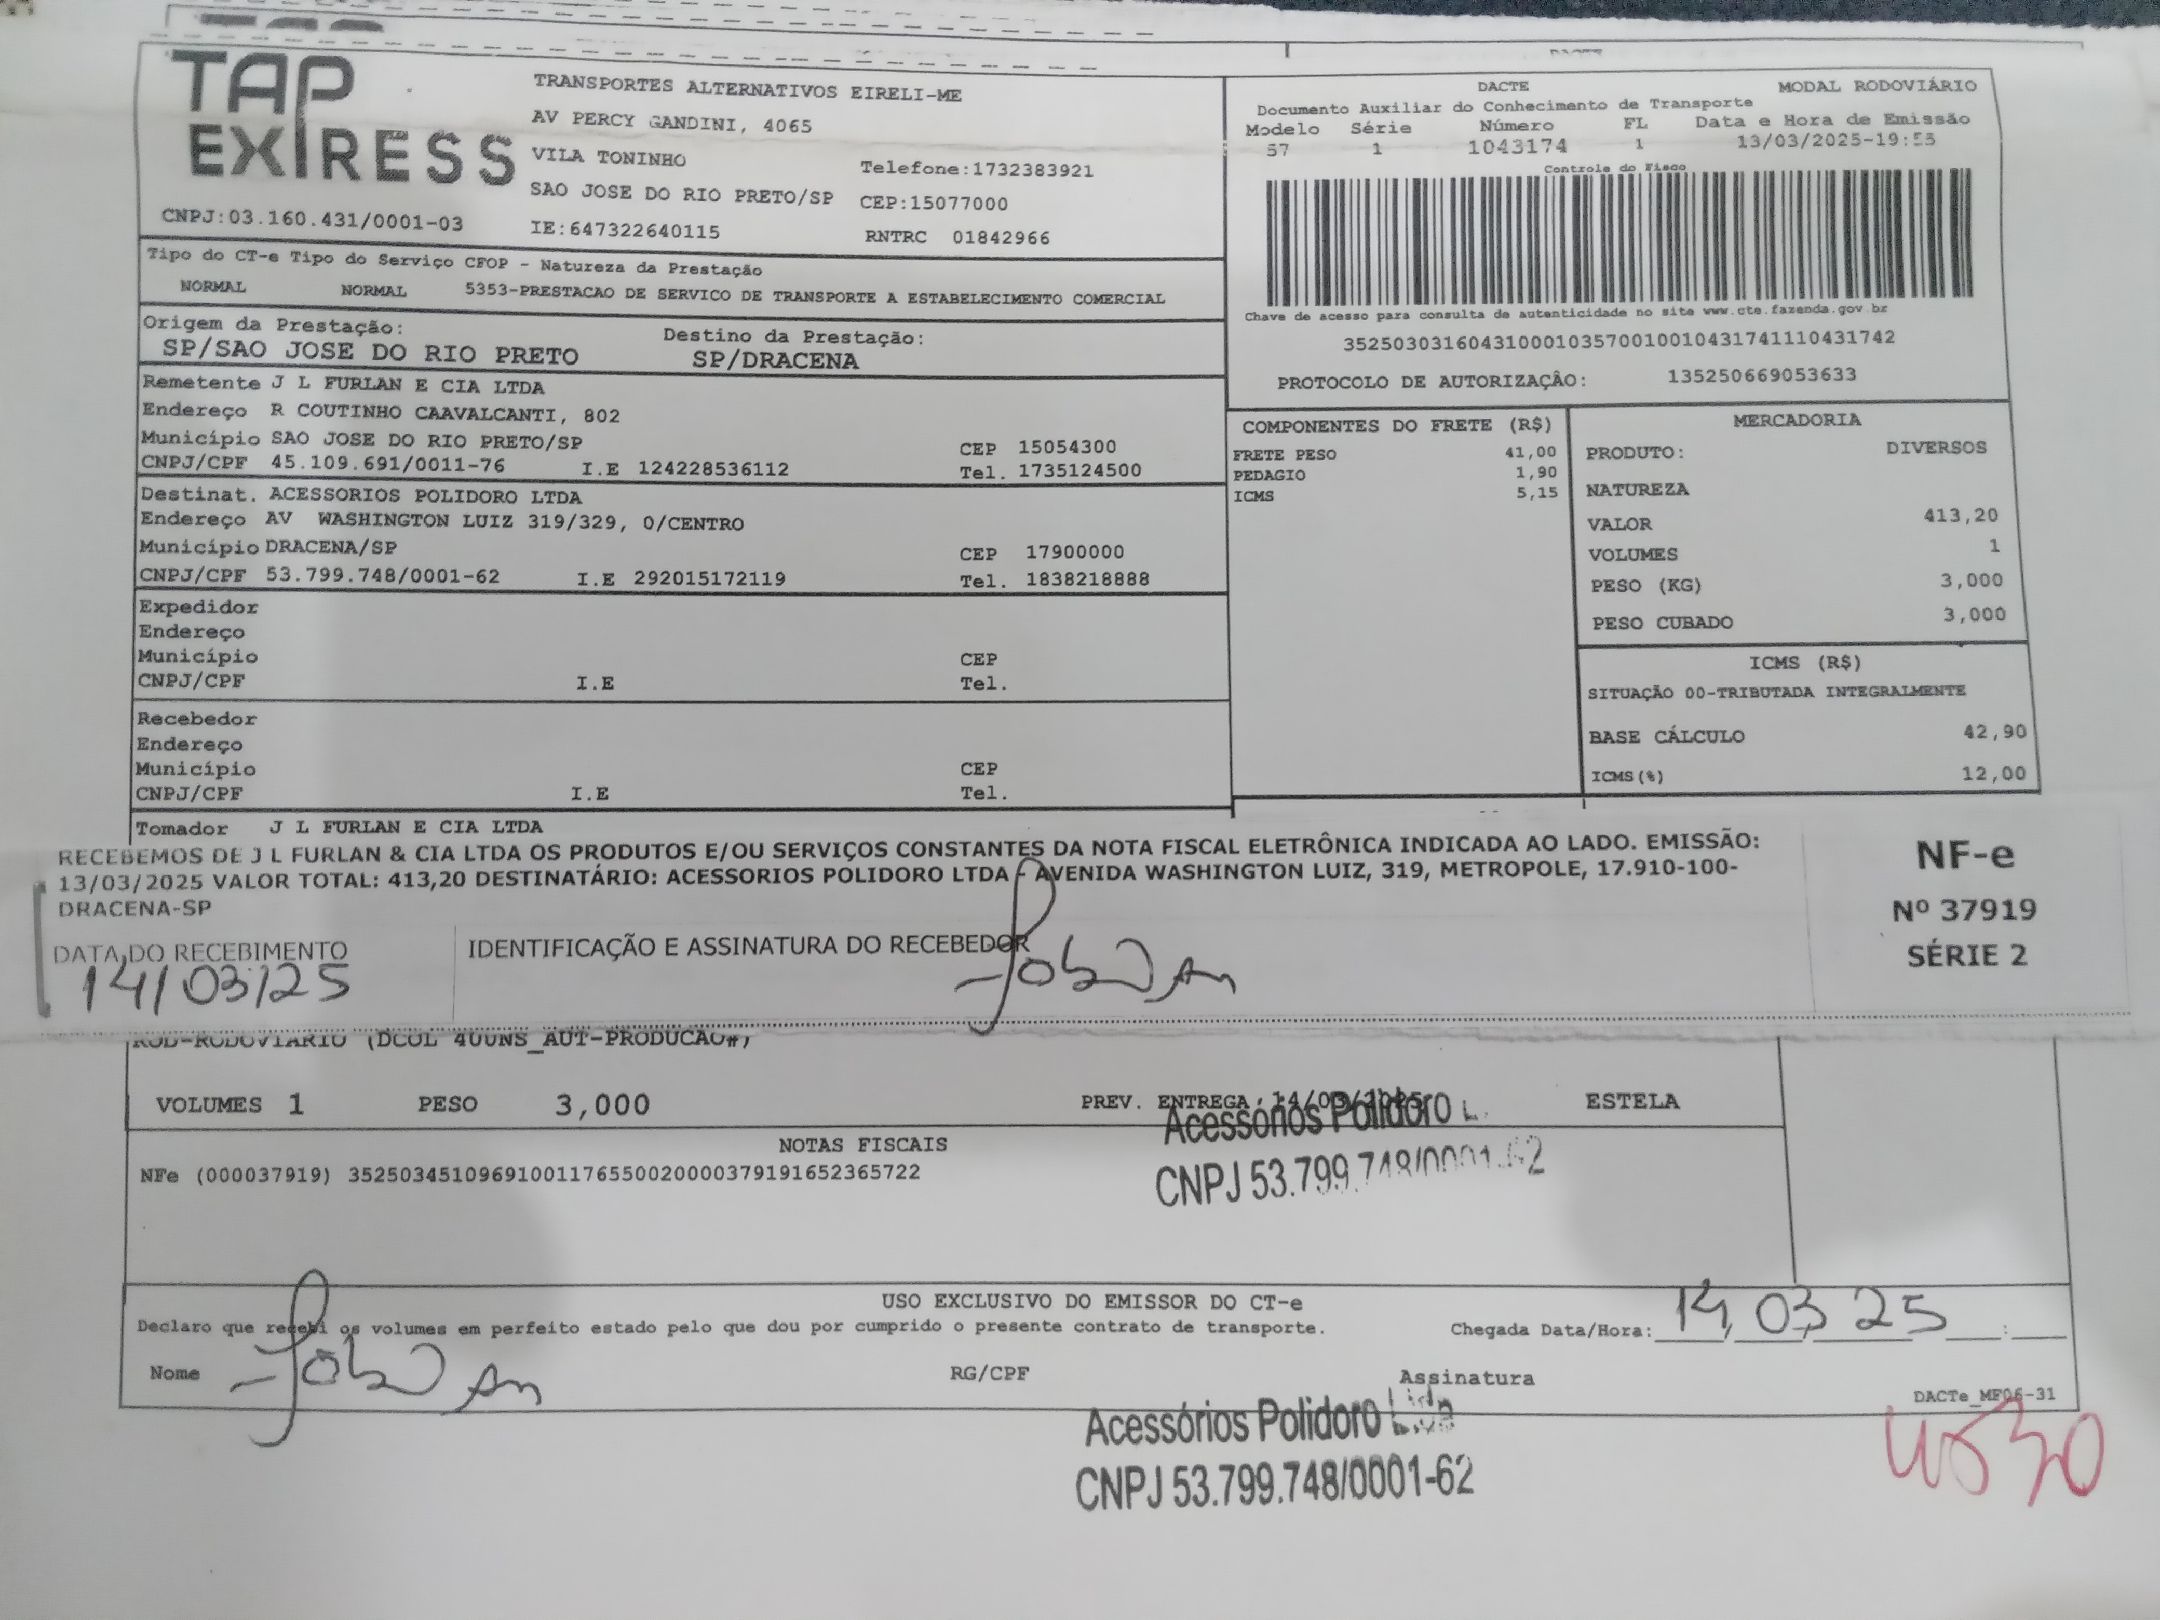 TAP EXPRESS
TRANSPORTES ALTERNATIVOS EIRELI-ME
AV PERCY GANDINI, 4065
VILA TONINHO Telefone:1732383921
SAO JOSE DO RIO PRETO/SP CEP:15077000
CNPJ:03.160.431/0001-03 IE:647322640115 RNTRC 01842966
DACTE MODAL RODOVIÁRIO
Documento Auxiliar do Conhecimento de Transporte
Modelo Série Número FL Data e Hora de Emissão
57 1 1043174 1 13/03/2025-19:55
Controle do Fisco
Chave de acesso para consulta de autenticidade no site www.cte.fazenda.gov.br
35250303160431000103570010010431741110431742
PROTOCOLO DE AUTORIZAÇÃO: 135250669053633
Tipo do CT-e Tipo do Serviço CFOP - Natureza da Prestação
NORMAL NORMAL 5353-PRESTACAO DE SERVICO DE TRANSPORTE A ESTABELECIMENTO COMERCIAL
Origem da Prestação: Destino da Prestação:
SP/SAO JOSE DO RIO PRETO SP/DRACENA
Remetente J L FURLAN E CIA LTDA
Endereço R COUTINHO CAAVALCANTI, 802
Município SAO JOSE DO RIO PRETO/SP CEP 15054300
CNPJ/CPF 45.109.691/0011-76 I.E 124228536112 Tel. 1735124500
Destinat. ACESSORIOS POLIDORO LTDA
Endereço AV WASHINGTON LUIZ 319/329, 0/CENTRO
Município DRACENA/SP CEP 17900000
CNPJ/CPF 53.799.748/0001-62 I.E 292015172119 Tel. 1838218888
Expedidor
Endereço
Município CEP
CNPJ/CPF I.E Tel.
Recebedor
Endereço
Município CEP
CNPJ/CPF I.E Tel.
Tomador J L FURLAN E CIA LTDA
COMPONENTES DO FRETE (R$)
FRETE PESO 41,00
PEDAGIO 1,90
ICMS 5,15
MERCADORIA
PRODUTO: DIVERSOS
NATUREZA
VALOR 413,20
VOLUMES 1
PESO (KG) 3,000
PESO CUBADO 3,000
ICMS (R$)
SITUAÇÃO 00-TRIBUTADA INTEGRALMENTE
BASE CÁLCULO 42,90
ICMS(%) 12,00
RECEBEMOS DE J L FURLAN & CIA LTDA OS PRODUTOS E/OU SERVIÇOS CONSTANTES DA NOTA FISCAL ELETRÔNICA INDICADA AO LADO. EMISSÃO:
13/03/2025 VALOR TOTAL: 413,20 DESTINATÁRIO: ACESSORIOS POLIDORO LTDA - AVENIDA WASHINGTON LUIZ, 319, METROPOLE, 17.910-100-
DRACENA-SP
DATA DO RECEBIMENTO IDENTIFICAÇÃO E ASSINATURA DO RECEBEDOR
14/03/25
NF-e
Nº 37919
SÉRIE 2
ROD-RODOVIARIO (DCOL 400NS_AUT-PRODUCAO#)
VOLUMES 1 PESO 3,000 PREV. ENTREGA 14/03/2025 ESTELA
Acessórios Polidoro L.
CNPJ 53.799.748/0001-62
NOTAS FISCAIS
NFe (000037919) 35250345109691001176550020000379191652365722
USO EXCLUSIVO DO EMISSOR DO CT-e
Declaro que recebi os volumes em perfeito estado pelo que dou por cumprido o presente contrato de transporte. Chegada Data/Hora: 14 03 25
Nome RG/CPF Assinatura
DACTe_MF06-31
Acessórios Polidoro Ltda
CNPJ 53.799.748/0001-62